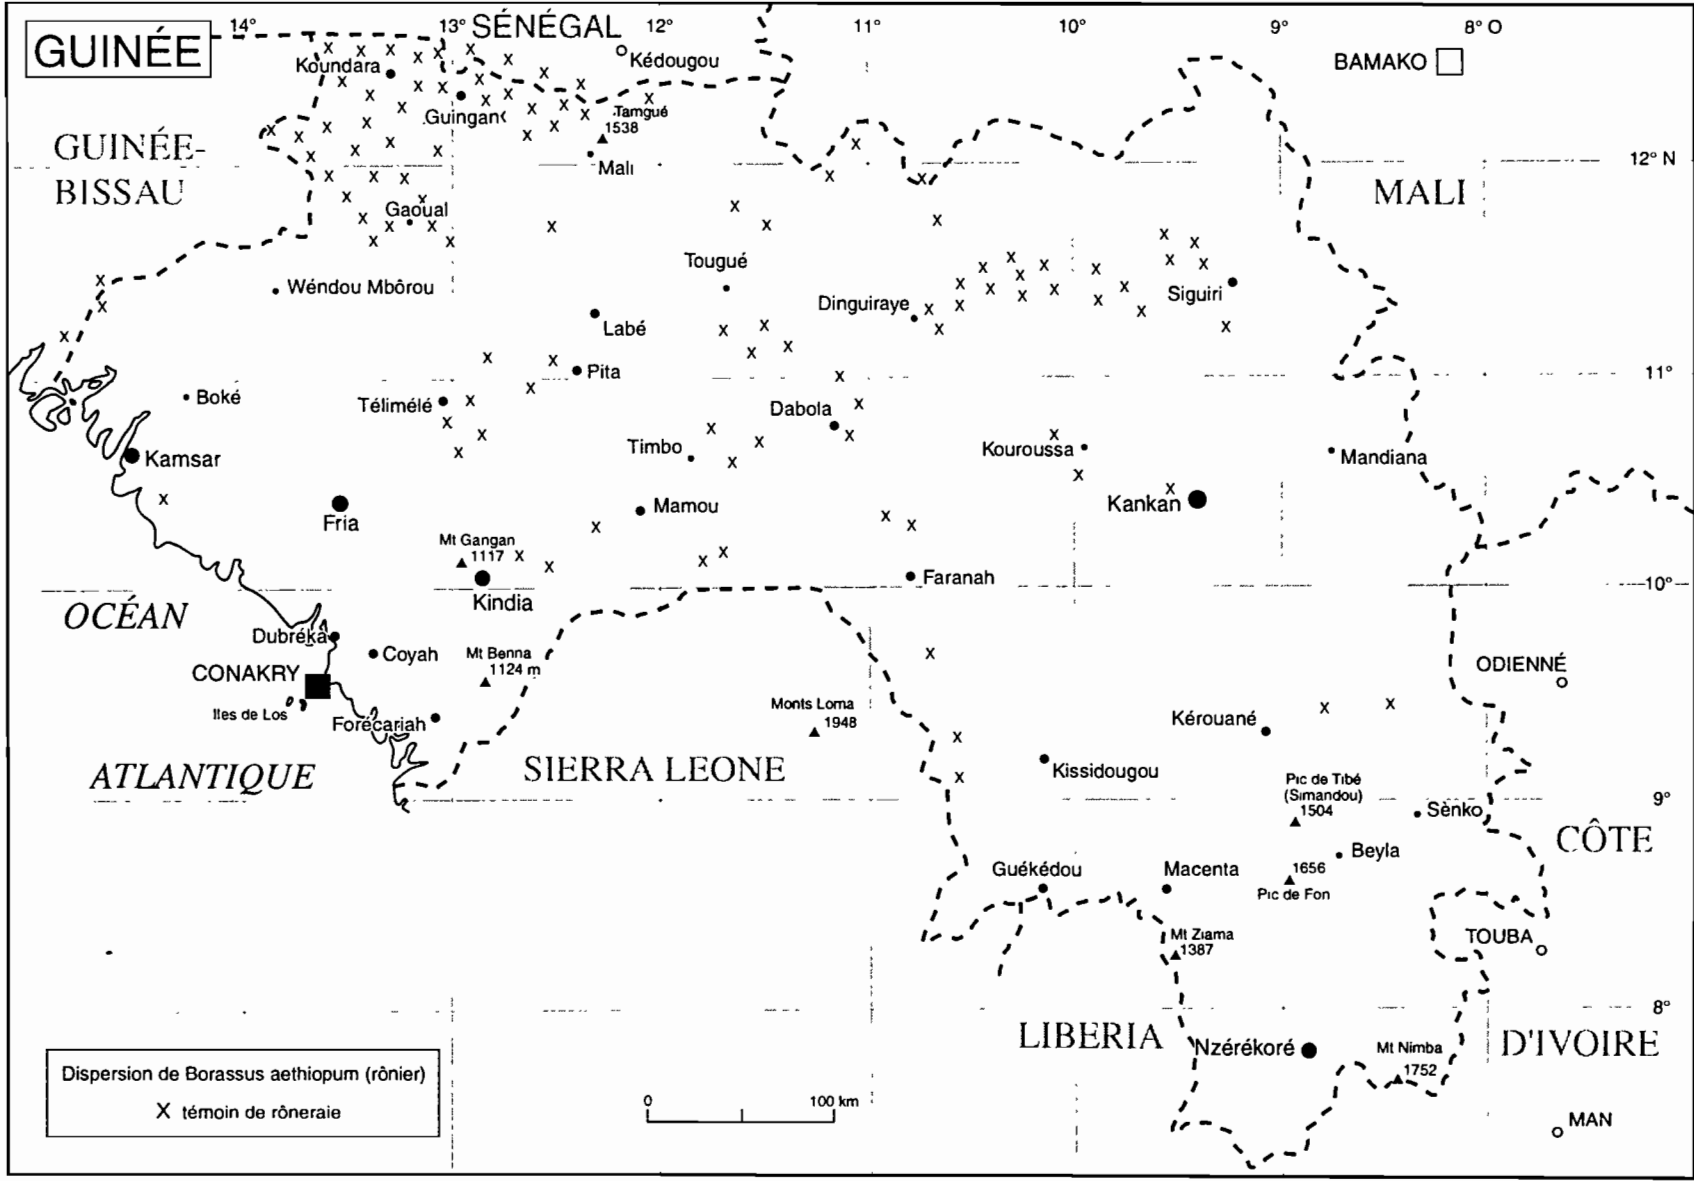 14°
13°
SÉNÉGAL
12°
11°
10°
9°
8° O
GUINÉE
Kédougou
BAMAKO
Koundara
Guingan
Tamgué
1538
GUINÉE-
BISSAU
Mali
12° N
MALI
Gaoual
Tougué
Wéndou Mbôrou
Dinguiraye
Siguiri
Labé
Pita
11°
Boké
Télimélé
Dabola
Kamsar
Timbo
Kouroussa
Mandiana
Fria
Mamou
Kankan
Mt Gangan
1117
Kindia
Faranah
10°
OCÉAN
Dubréka
Coyah
Mt Benna
1124 m
ODIENNÉ
CONAKRY
Iles de Los
Forécariah
Monts Loma
1948
Kérouané
ATLANTIQUE
SIERRA LEONE
Kissidougou
Pic de Tibé
(Simandou)
1504
9°
Sènko
CÔTE
Guékédou
Macenta
Beyla
1656
Pic de Fon
Mt Ziama
1387
TOUBA
8°
LIBERIA
Nzérékoré
Mt Nimba
1752
D'IVOIRE
Dispersion de Borassus aethiopum (rônier)
X témoin de rôneraie
0
100 km
MAN